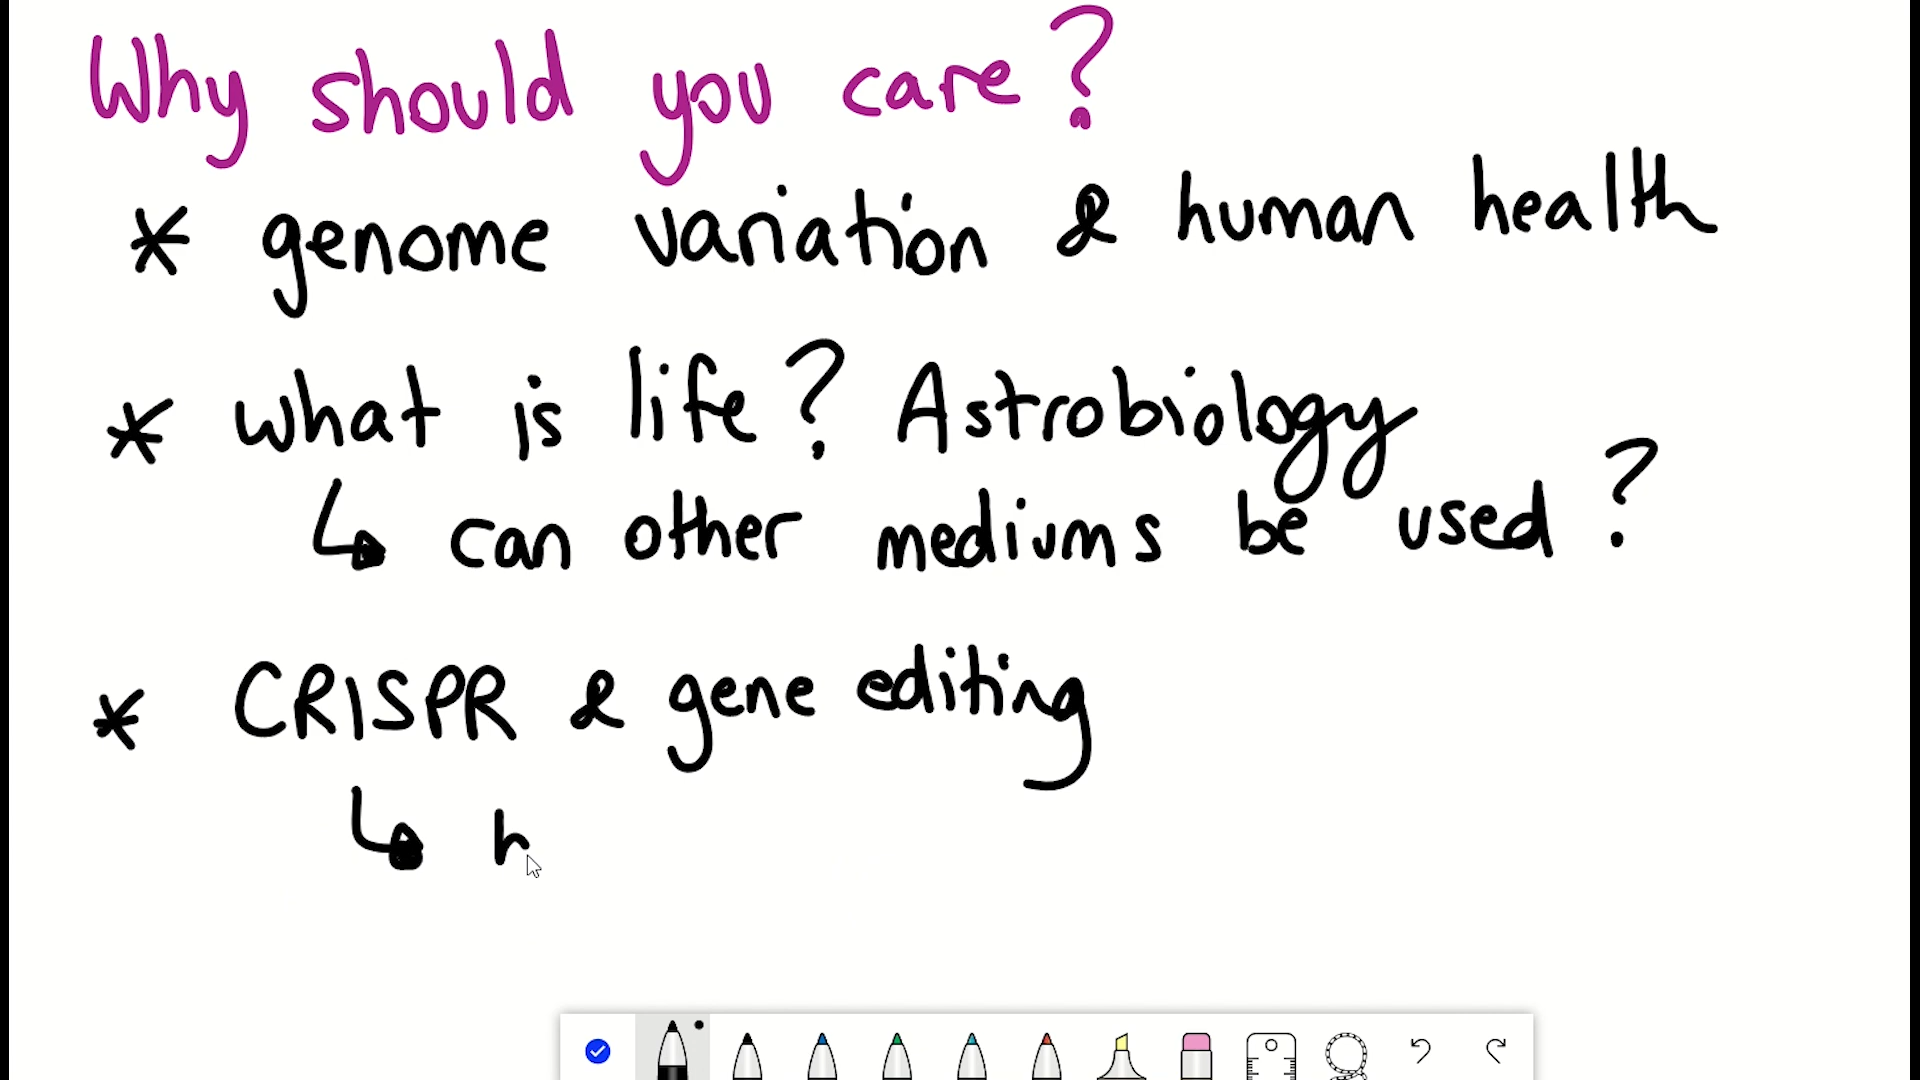 Why should you care?
* genome variation & human health
* what is life? Astrobiology
↳ can other mediums be used?
* CRISPR & gene editing
↳ h